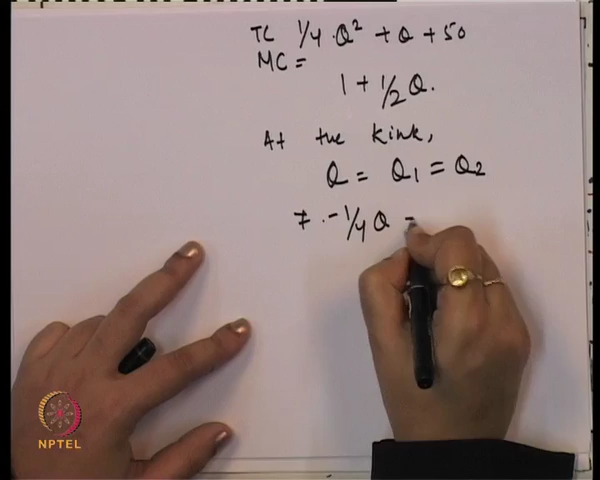 TC 1/4 · Q² + Q + 50
MC =
1 + 1/2 Q.
At the kink,
Q = Q1 = Q2
7 - 1/4 Q =
NPTEL